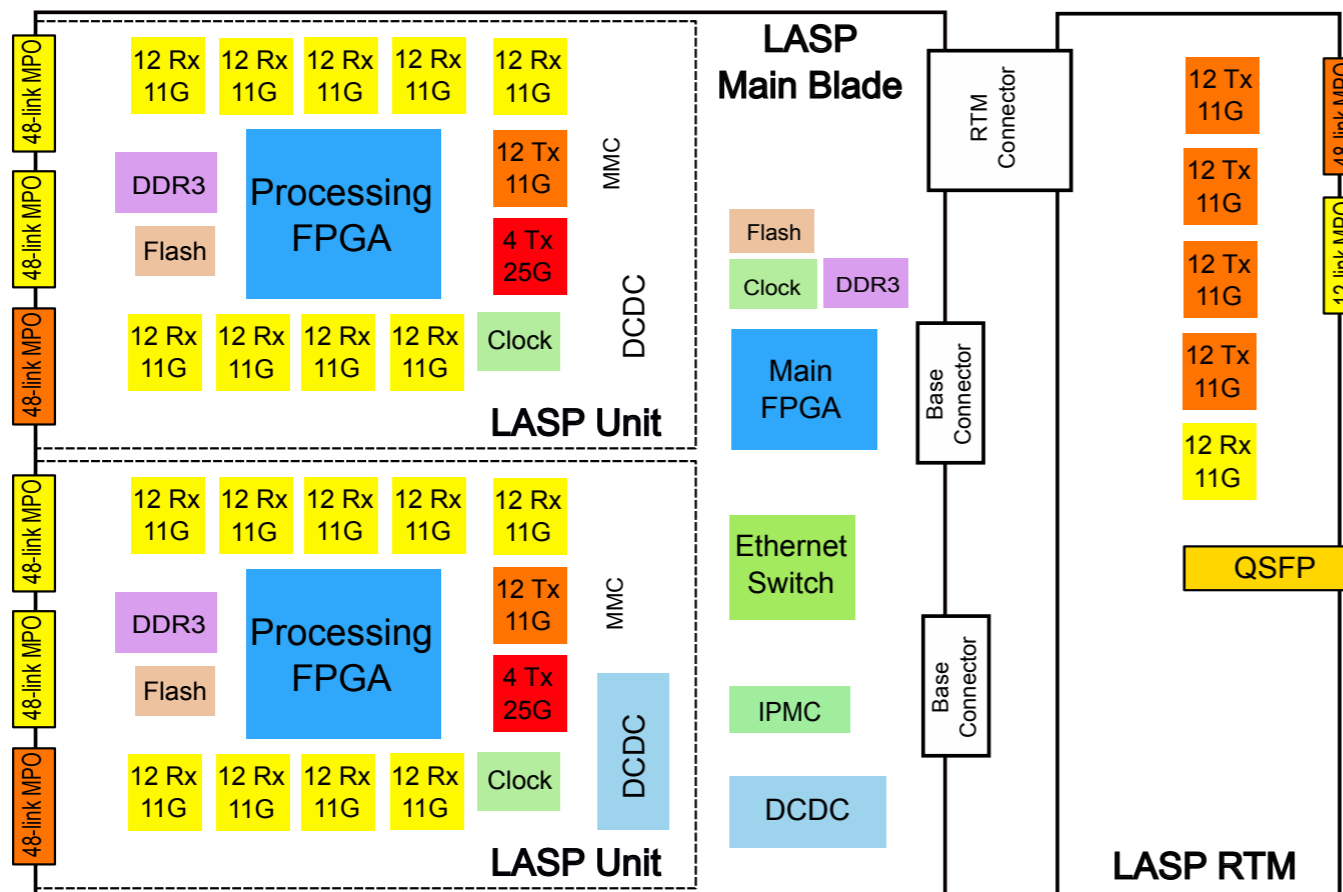 LASP
Main Blade
48-link MPO
48-link MPO
48-link MPO
12 Rx
11G
12 Rx
11G
12 Rx
11G
12 Rx
11G
12 Rx
11G
DDR3
Flash
Processing
FPGA
12 Tx
11G
4 Tx
25G
MMC
DCDC
12 Rx
11G
12 Rx
11G
12 Rx
11G
12 Rx
11G
Clock
LASP Unit
48-link MPO
48-link MPO
48-link MPO
12 Rx
11G
12 Rx
11G
12 Rx
11G
12 Rx
11G
12 Rx
11G
DDR3
Flash
Processing
FPGA
12 Tx
11G
4 Tx
25G
MMC
DCDC
12 Rx
11G
12 Rx
11G
12 Rx
11G
12 Rx
11G
Clock
LASP Unit
Flash
Clock
DDR3
Main
FPGA
Ethernet
Switch
IPMC
DCDC
RTM
Connector
Base
Connector
Base
Connector
12 Tx
11G
12 Tx
11G
12 Tx
11G
12 Tx
11G
12 Rx
11G
48-link MPO
12-link MPO
QSFP
LASP RTM